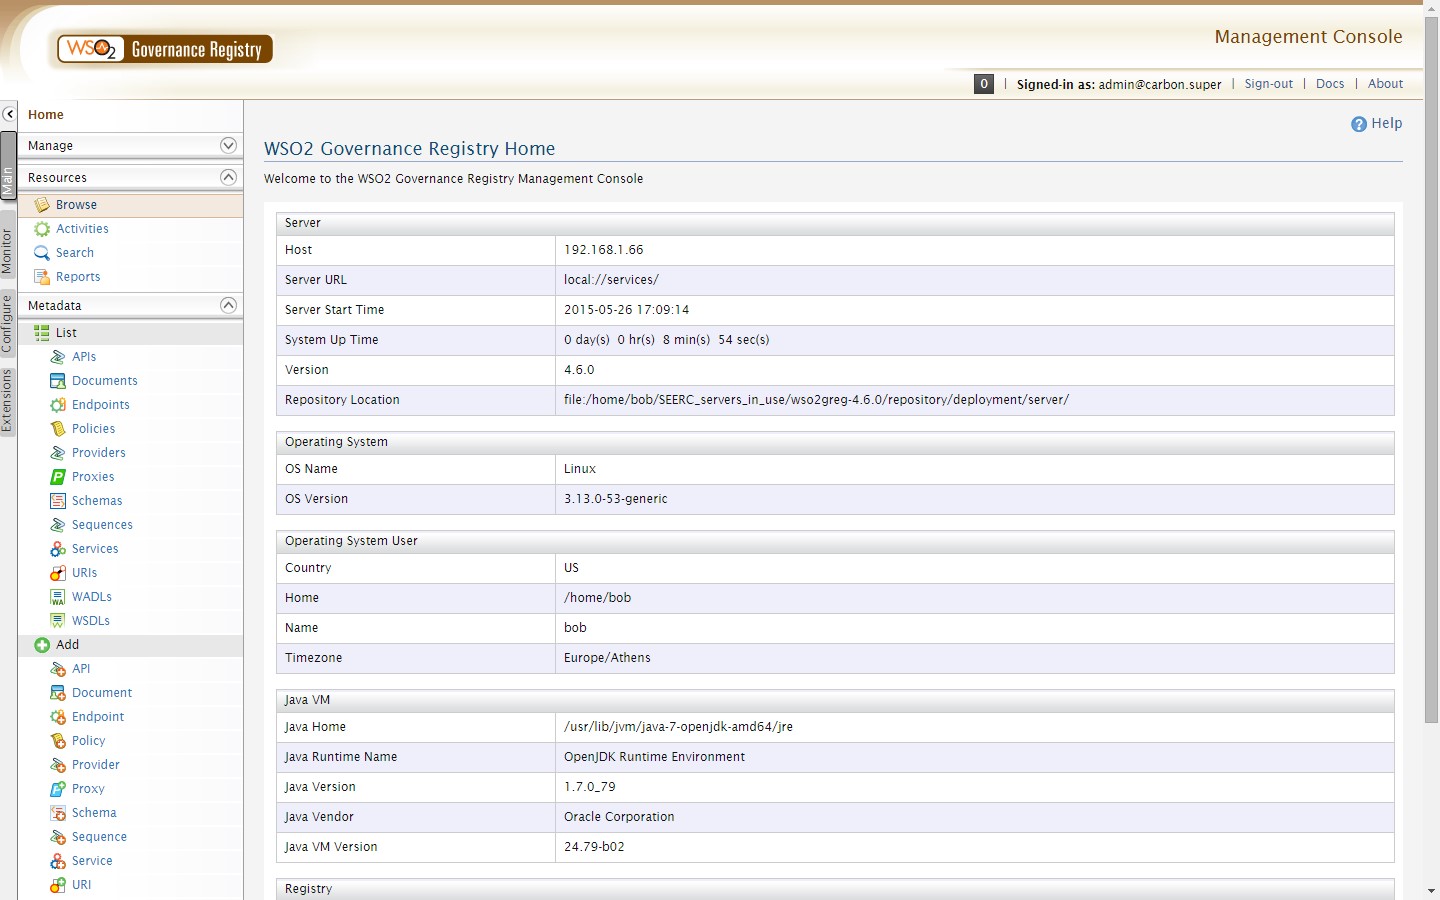 WSO2 Governance Registry
Management Console
0 | Signed-in as: admin@carbon.super | Sign-out | Docs | About
Help
Main
Monitor
Configure
Extensions
Home
Manage
Resources
Browse
Activities
Search
Reports
Metadata
List
APIs
Documents
Endpoints
Policies
Providers
Proxies
Schemas
Sequences
Services
URIs
WADLs
WSDLs
Add
API
Document
Endpoint
Policy
Provider
Proxy
Schema
Sequence
Service
URI
WSO2 Governance Registry Home
Welcome to the WSO2 Governance Registry Management Console
Server
Host 192.168.1.66
Server URL local://services/
Server Start Time 2015-05-26 17:09:14
System Up Time 0 day(s) 0 hr(s) 8 min(s) 54 sec(s)
Version 4.6.0
Repository Location file:/home/bob/SEERC_servers_in_use/wso2greg-4.6.0/repository/deployment/server/
Operating System
OS Name Linux
OS Version 3.13.0-53-generic
Operating System User
Country US
Home /home/bob
Name bob
Timezone Europe/Athens
Java VM
Java Home /usr/lib/jvm/java-7-openjdk-amd64/jre
Java Runtime Name OpenJDK Runtime Environment
Java Version 1.7.0_79
Java Vendor Oracle Corporation
Java VM Version 24.79-b02
Registry